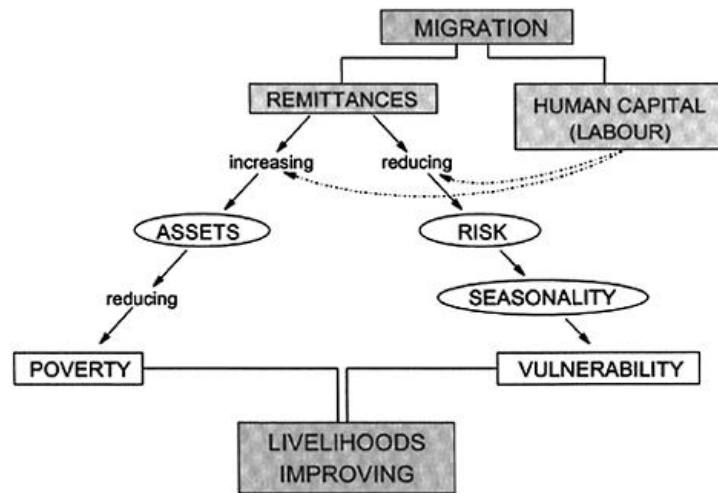 MIGRATION
REMITTANCES
HUMAN CAPITAL
(LABOUR)
increasing
reducing
ASSETS
RISK
reducing
SEASONALITY
POVERTY
VULNERABILITY
LIVELIHOODS
IMPROVING